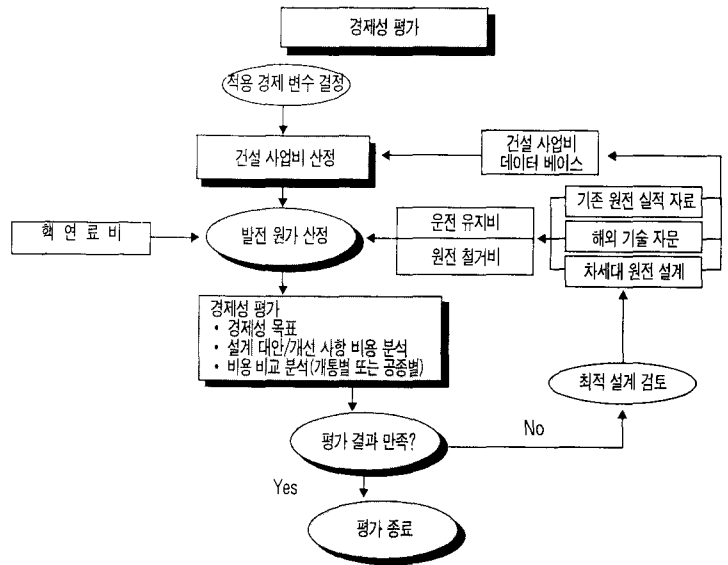 경제성 평가
적용 경제 변수 결정
건설 사업비 산정
건설 사업비
데이터 베이스
기존 원전 실적 자료
해외 기술 자문
차세대 원전 설계
운전 유지비
원전 철거비
핵 연 료 비
발전 원가 산정
경제성 평가
• 경제성 목표
• 설계 대안/개선 사항 비용 분석
• 비용 비교 분석(개통별 또는 공종별)
최적 설계 검토
평가 결과 만족?
No
Yes
평가 종료